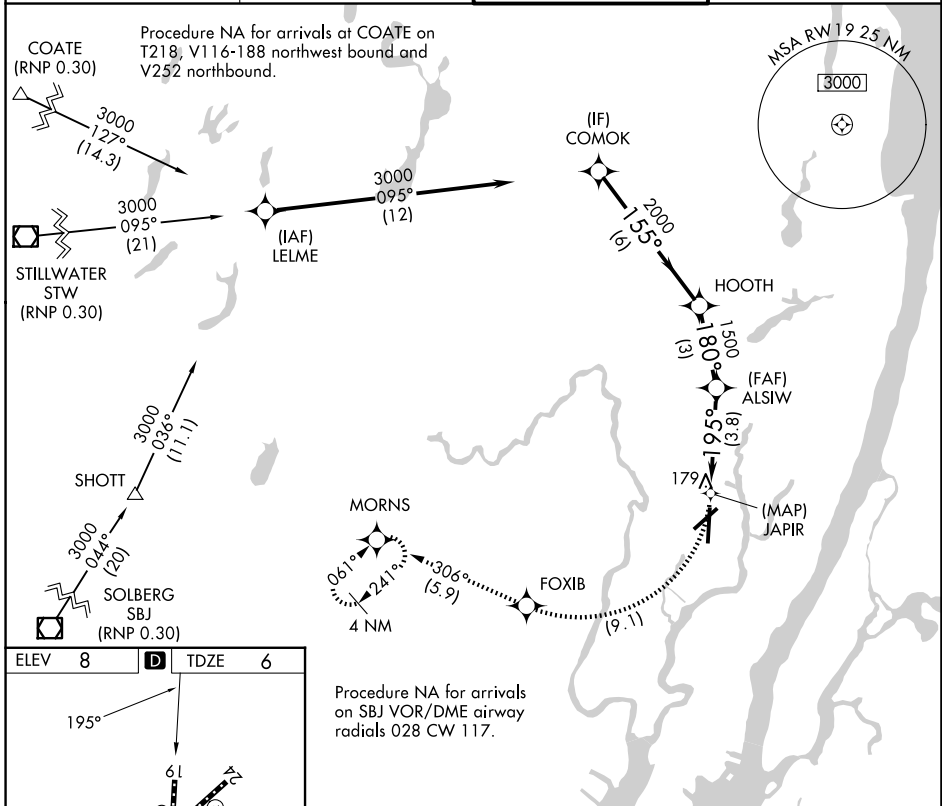 Procedure NA for arrivals at COATE on
T218, V116-188 northwest bound and
V252 northbound.
COATE
(RNP 0.30)
3000
127°
(14.3)
MSA RW19 25 NM
3000
(IF)
COMOK
3000
095°
(12)
3000
095°
(21)
(IAF)
LELME
STILLWATER
STW
(RNP 0.30)
2000
155°
(6)
HOOTH
1500
180°
(3)
(FAF)
ALSIW
195°
(3.8)
3000
036°
(11.1)
SHOTT
179
(MAP)
JAPIR
MORNS
3000
044°
(20)
061°
241°
306°
(5.9)
FOXIB
4 NM
(9.1)
SOLBERG
SBJ
(RNP 0.30)
ELEV 8 D TDZE 6
Procedure NA for arrivals
on SBJ VOR/DME airway
radials 028 CW 117.
195°
19
24